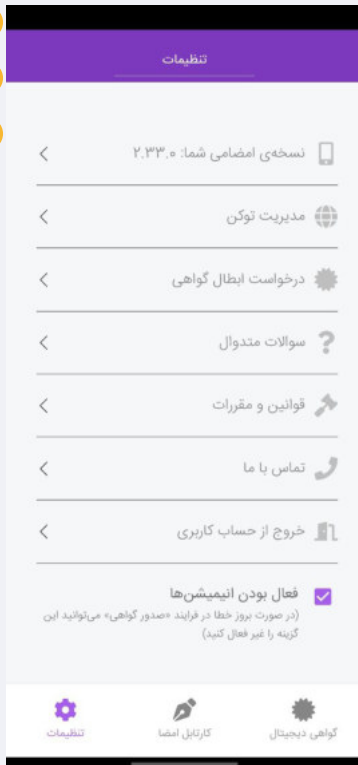 تنظیمات
نسخه‌ی امضامی شما: ۲.۳۳.۰
مدیریت توکن
درخواست ابطال گواهی
سوالات متدوال
قوانین و مقررات
تماس با ما
خروج از حساب کاربری
فعال بودن انیمیشن‌ها
(در صورت بروز خطا در فرایند «صدور گواهی» می‌توانید این
گزینه را غیر فعال کنید)
گواهی دیجیتال
کارتابل امضا
تنظیمات